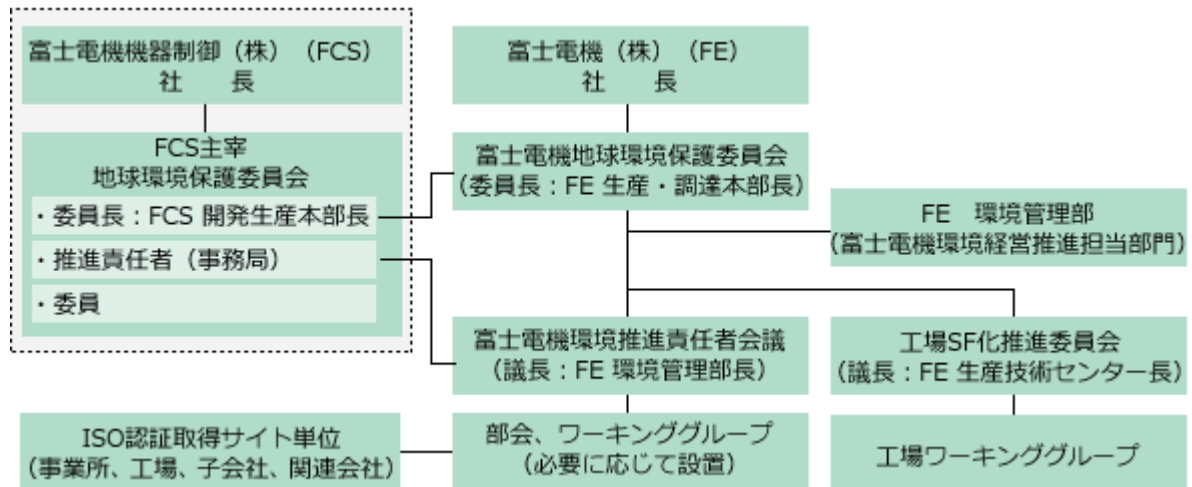 富士電機機器制御（株）（FCS）
社　　長
FCS主宰
地球環境保護委員会
・委員長：FCS 開発生産本部長
・推進責任者（事務局）
・委員
富士電機（株）（FE）
社　　長
富士電機地球環境保護委員会
（委員長：FE 生産・調達本部長）
FE　環境管理部
（富士電機環境経営推進担当部門）
富士電機環境推進責任者会議
（議長：FE 環境管理部長）
工場SF化推進委員会
（議長：FE 生産技術センター長）
ISO認証取得サイト単位
（事業所、工場、子会社、関連会社）
部会、ワーキンググループ
（必要に応じて設置）
工場ワーキンググループ